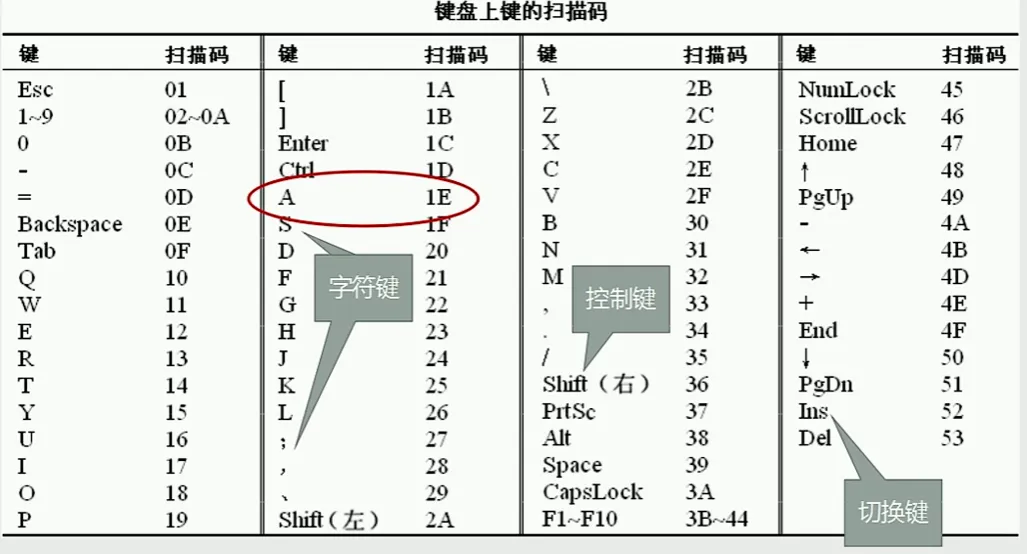 键盘上键的扫描码
键 扫描码 键 扫描码 键 扫描码 键 扫描码
Esc 01 [ 1A \ 2B NumLock 45
1~9 02~0A ] 1B Z 2C ScrollLock 46
0 0B Enter 1C X 2D Home 47
- 0C Ctrl 1D C 2E ↑ 48
= 0D A 1E V 2F PgUp 49
Backspace 0E S 1F B 30 - 4A
Tab 0F D 20 N 31 ← 4B
Q 10 F 21 M 32 → 4D
W 11 G 22 , 33 + 4E
E 12 H 23 . 34 End 4F
R 13 J 24 / 35 ↓ 50
T 14 K 25 Shift（右） 36 PgDn 51
Y 15 L 26 PrtSc 37 Ins 52
U 16 ; 27 Alt 38 Del 53
I 17 , 28 Space 39
O 18 、 29 CapsLock 3A
P 19 Shift(左） 2A F1~F10 3B~44
字符键
控制键
切换键